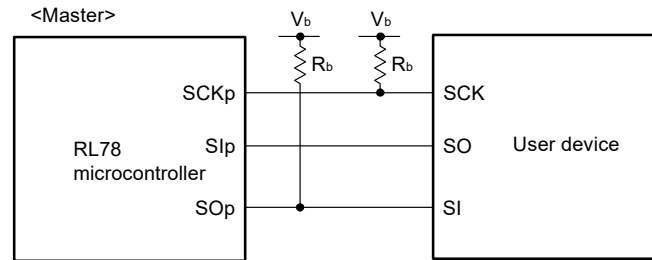 <Master>
Vb Vb
Rb Rb
SCKp SCK
SIp SO
RL78
microcontroller
User device
SOp SI